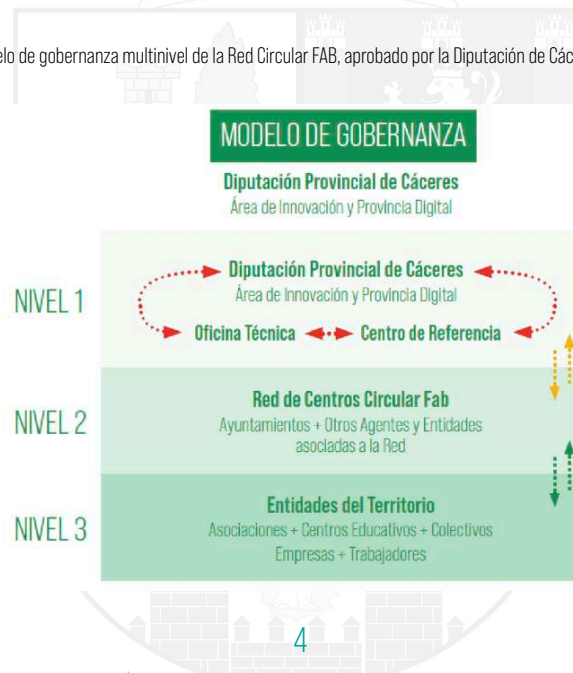 elo de gobernanza multinivel de la Red Circular FAB, aprobado por la Diputación de Các
MODELO DE GOBERNANZA
Diputación Provincial de Cáceres
Área de Innovación y Provincia Digital
NIVEL 1
Diputación Provincial de Cáceres
Área de Innovación y Provincia Digital
Oficina Técnica
Centro de Referencia
NIVEL 2
Red de Centros Circular Fab
Ayuntamientos + Otros Agentes y Entidades
asociadas a la Red
NIVEL 3
Entidades del Territorio
Asociaciones + Centros Educativos + Colectivos
Empresas + Trabajadores
4